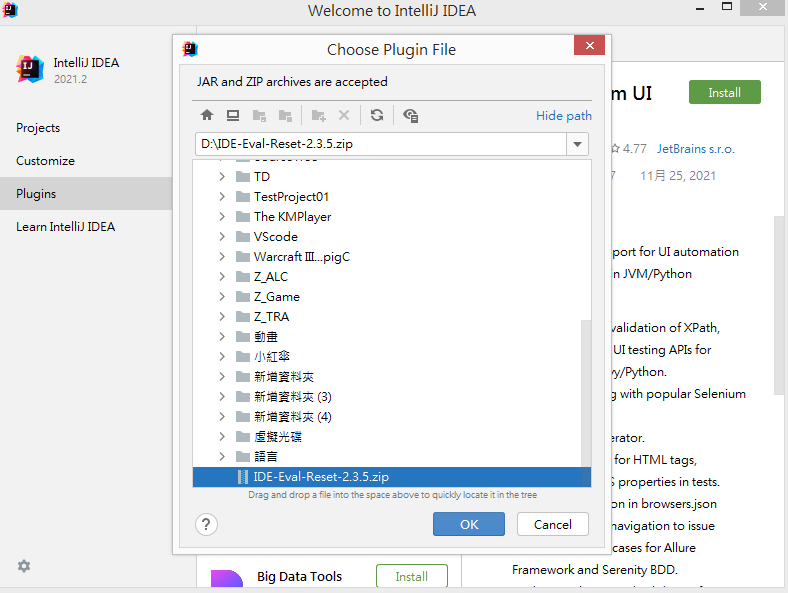 Welcome to IntelliJ IDEA
IntelliJ IDEA
2021.2
Projects
Customize
Plugins
Learn IntelliJ IDEA
Choose Plugin File
JAR and ZIP archives are accepted
Hide path
D:\IDE-Eval-Reset-2.3.5.zip
TD
TestProject01
The KMPlayer
VScode
Warcraft Ⅲ...pigC
Z_ALC
Z_Game
Z_TRA
動畫
小紅傘
新增資料夾
新增資料夾 (3)
新增資料夾 (4)
虛擬光碟
語言
IDE-Eval-Reset-2.3.5.zip
Drag and drop a file into the space above to quickly locate it in the tree
?
OK
Cancel
m UI
Install
4.77 JetBrains s.r.o.
7 11月 25, 2021
port for UI automation
n JVM/Python
validation of XPath,
UI testing APIs for
vy/Python.
g with popular Selenium
erator.
for HTML tags,
S properties in tests.
on in browsers.json
navigation to issue
cases for Allure
Framework and Serenity BDD.
Big Data Tools
Install